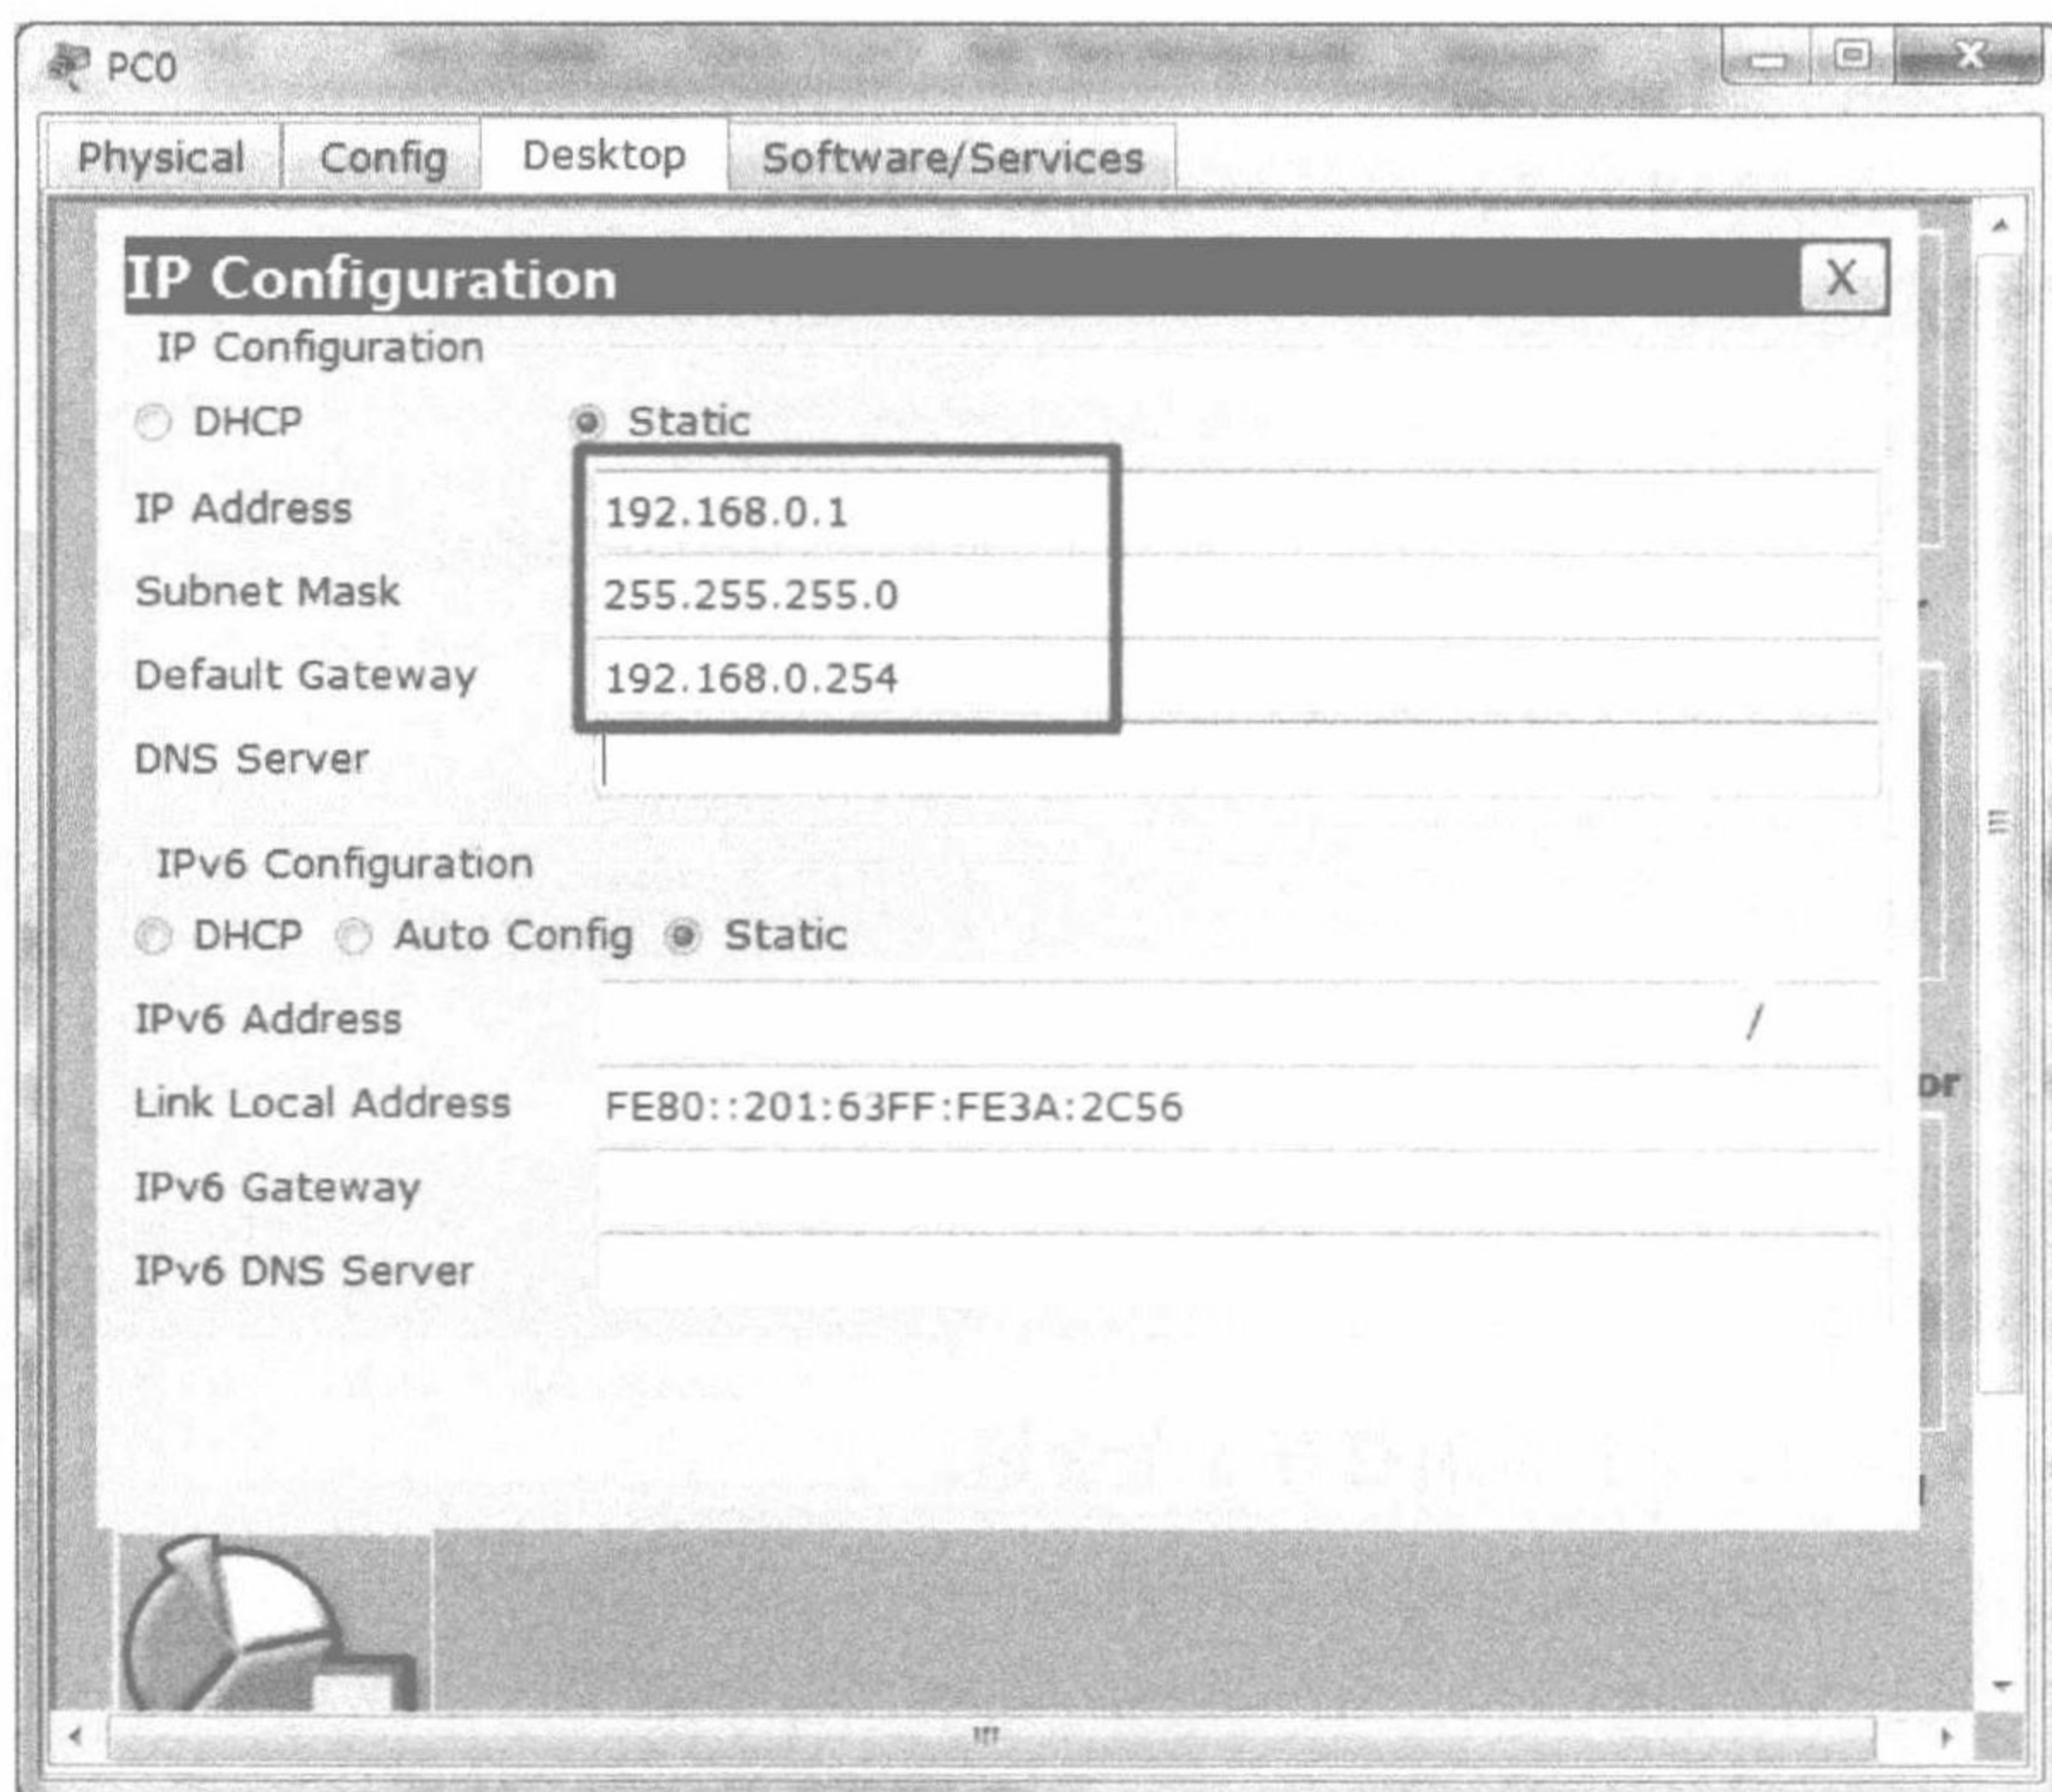 PC0
Physical Config Desktop Software/Services
IP Configuration X
IP Configuration
DHCP Static
IP Address 192.168.0.1
Subnet Mask 255.255.255.0
Default Gateway 192.168.0.254
DNS Server
IPv6 Configuration
DHCP Auto Config Static
IPv6 Address /
Link Local Address FE80::201:63FF:FE3A:2C56
or
IPv6 Gateway
IPv6 DNS Server